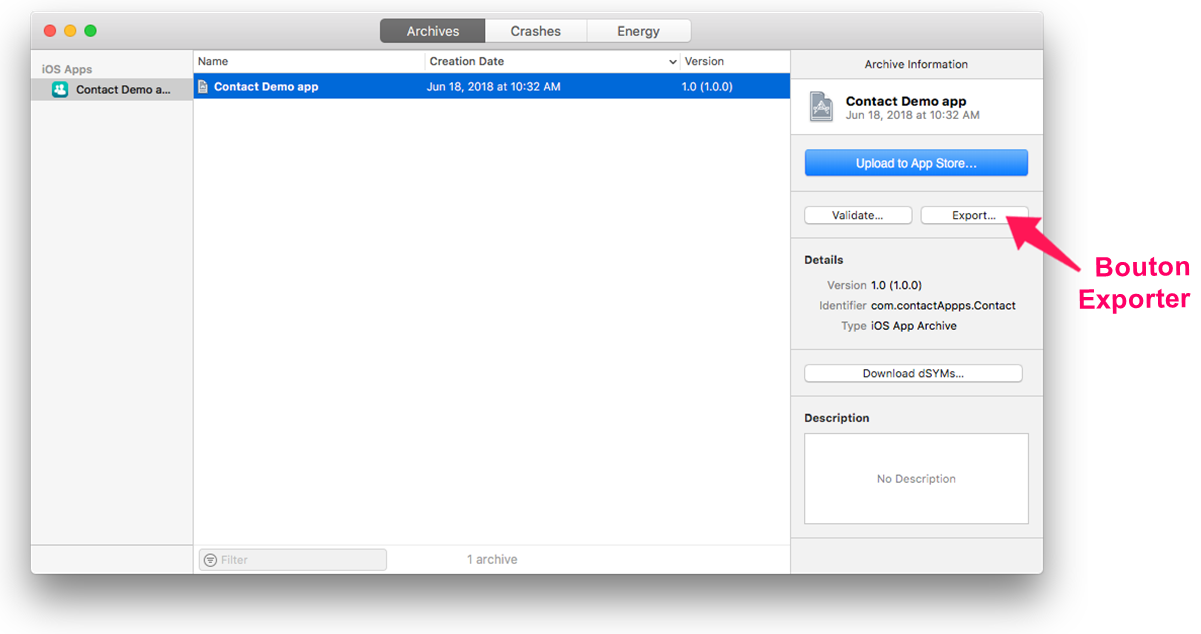 Archives Crashes Energy
iOS Apps
Contact Demo a...
Name Creation Date Version
Contact Demo app Jun 18, 2018 at 10:32 AM 1.0 (1.0.0)
Filter
1 archive
Archive Information
Contact Demo app
Jun 18, 2018 at 10:32 AM
Upload to App Store...
Validate... Export...
Details
Version 1.0 (1.0.0)
Identifier com.contactAppps.Contact
Type iOS App Archive
Download dSYMs...
Description
No Description
Bouton
Exporter